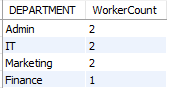 DEPARTMENT WorkerCount
Admin 2
IT 2
Marketing 2
Finance 1